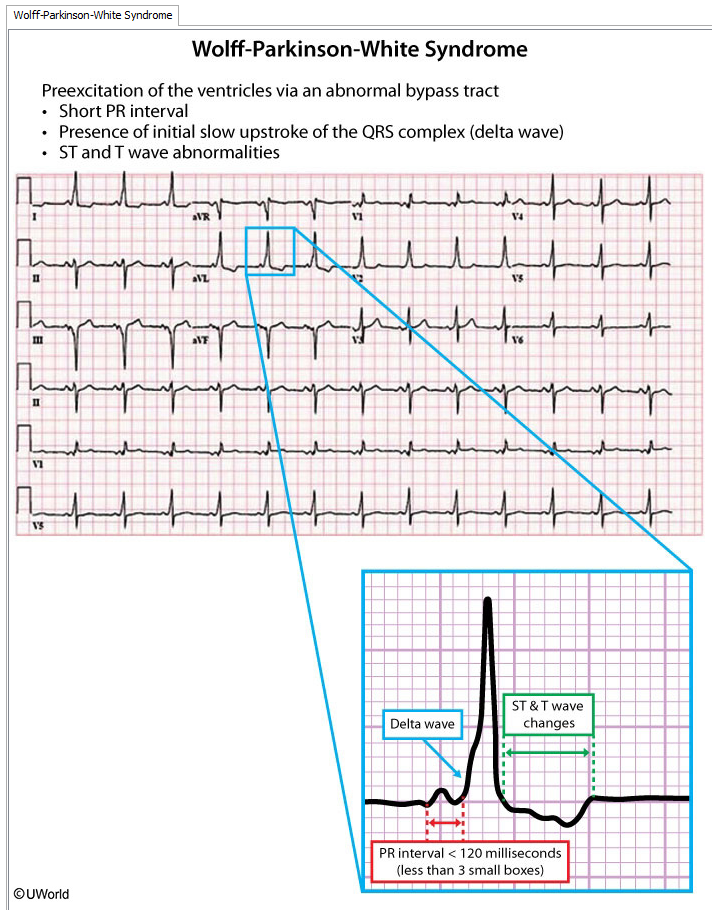 Wolff-Parkinson-White Syndrome
Wolff-Parkinson-White Syndrome
Preexcitation of the ventricles via an abnormal bypass tract
• Short PR interval
• Presence of initial slow upstroke of the QRS complex (delta wave)
• ST and T wave abnormalities
I aVR V1 V4
II aVL V2 V5
III aVF V3 V6
II
V1
V5
ST & T wave
changes
Delta wave
PR interval < 120 milliseconds
(less than 3 small boxes)
©UWorld